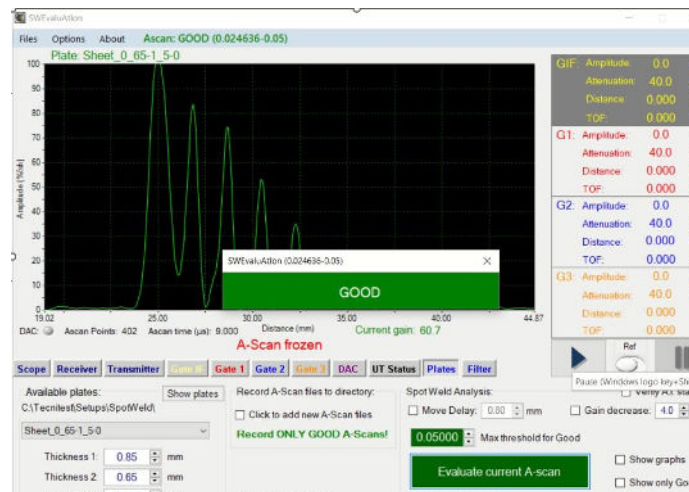 SWEvaluAtIon
Files Options About Ascan: GOOD (0.024636-0.05)
Plate: Sheet_0_65-1_5-0
100
90
80
70
60
50
40
30
20
10
0
Amplitude [%fsh]
19.02 25.00 30.00 35.00 40.00 44.87
Distance (mm)
DAC: Ascan Points: 402 Ascan time (µs): 9.000 Current gain: 60.7
A-Scan frozen
SWEvaluAtIon (0.024636-0.05)
GOOD
GIF: Amplitude: 0.0
Attenuation: 40.0
Distance: 0.000
TOF: 0.000
G1: Amplitude: 0.0
Attenuation: 40.0
Distance: 0.000
TOF: 0.000
G2: Amplitude: 0.0
Attenuation: 40.0
Distance: 0.000
TOF: 0.000
G3: Amplitude: 0.0
Attenuation: 40.0
Distance: 0.000
TOF: 0.000
Ref
Pause (Windows logo key+Sh
Scope Receiver Transmitter Gate 1 Gate 2 Gate 3 DAC UT Status Plates Filter
Available plates: Show plates
C:\Tecnitest\Setups\SpotWeld\
Sheet_0_65-1_5-0
Thickness 1: 0.85 mm
Thickness 2: 0.65 mm
Record A-Scan files to directory:
Click to add new A-Scan files
Record ONLY GOOD A-Scans!
Spot Weld Analysis:
Move Delay: 0.80 mm
Gain decrease: 4.0
0.05000 Max threshold for Good
Evaluate current A-scan
Show graphs
Show only Go